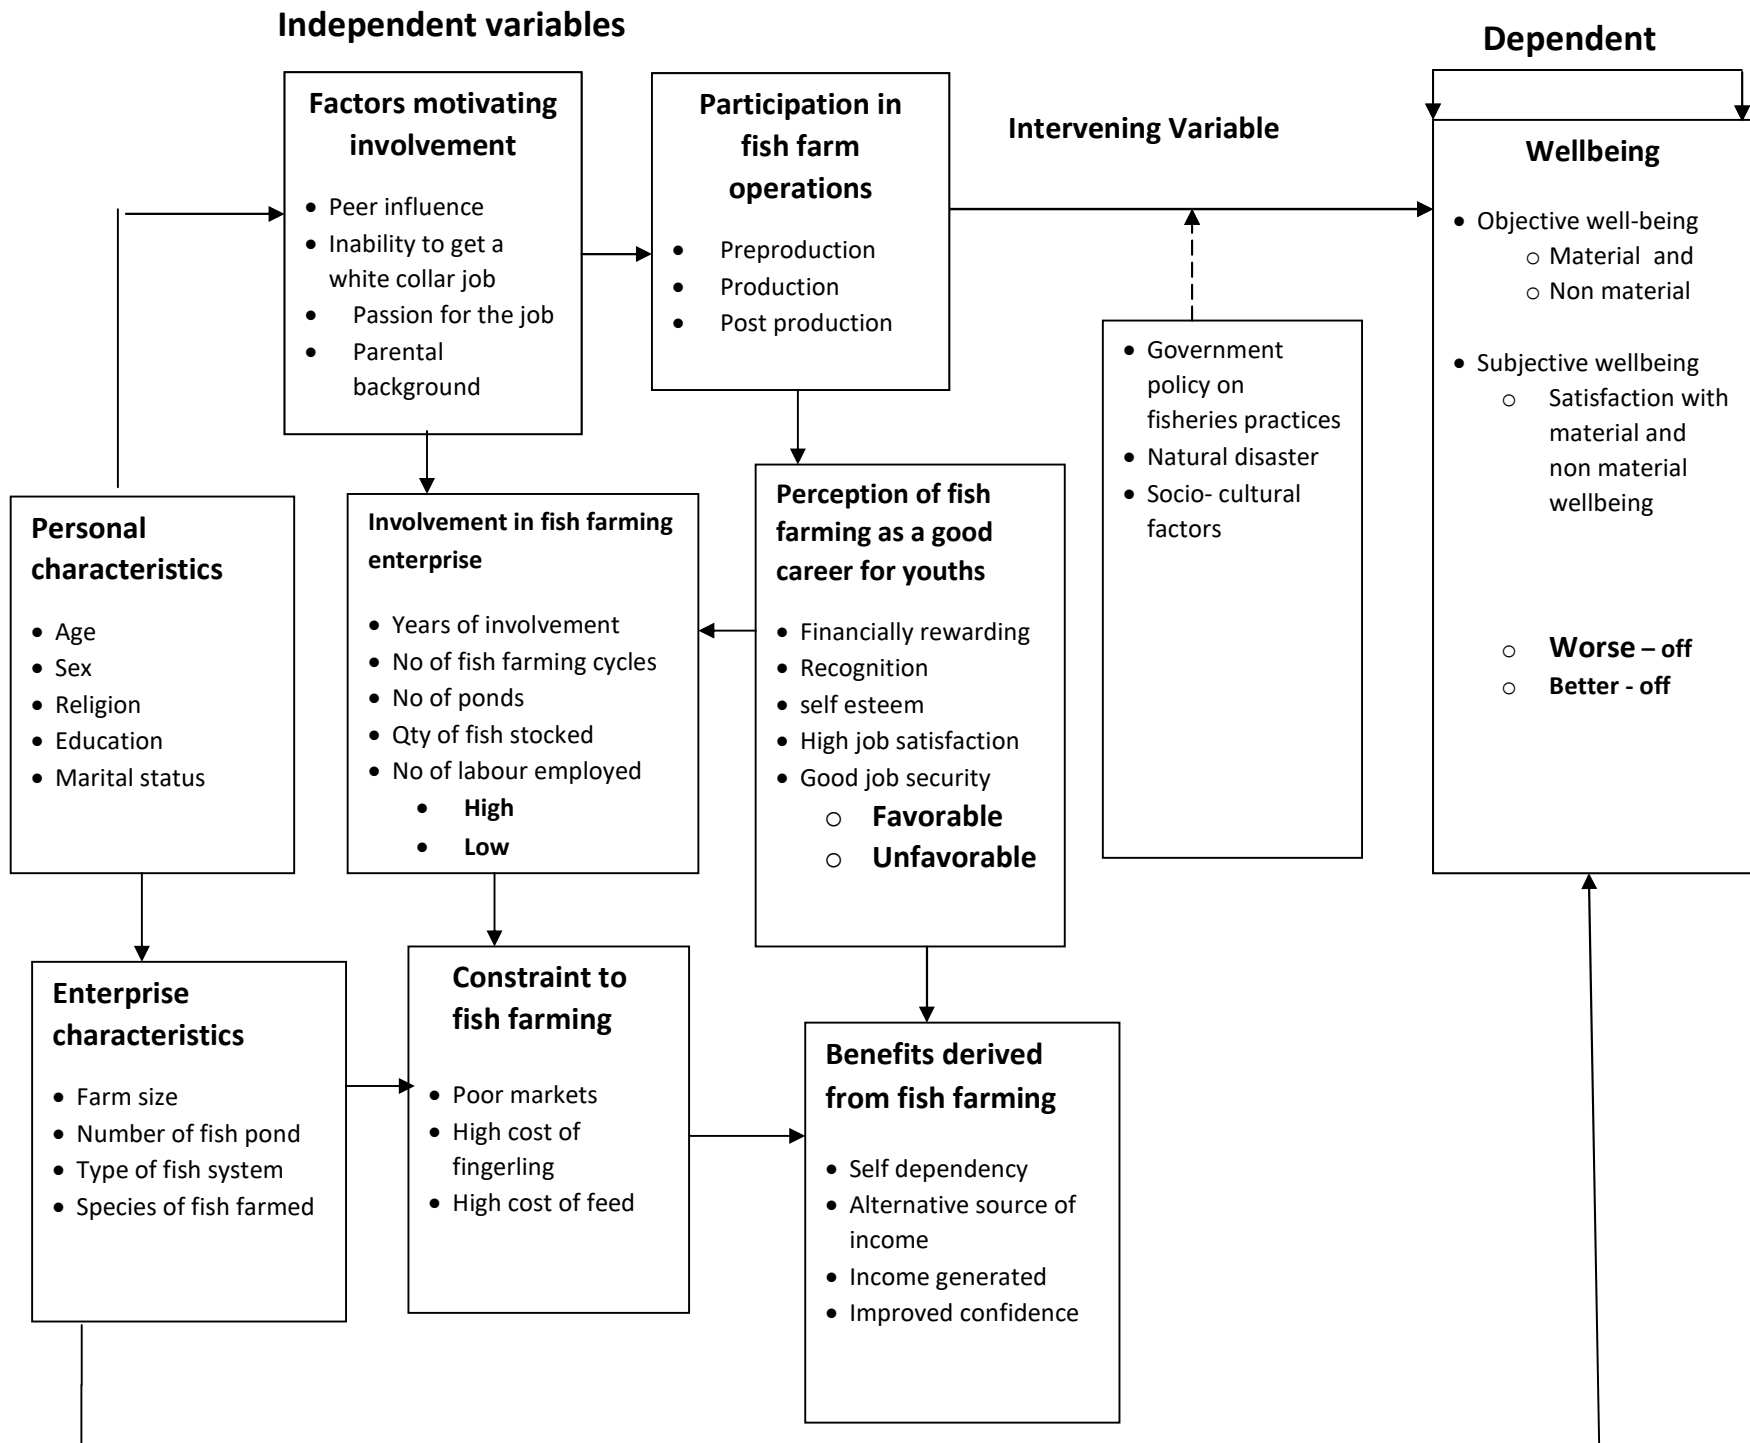 Independent variables
Dependent
Factors motivating
involvement
• Peer influence
• Inability to get a
white collar job
• Passion for the job
• Parental
background
Participation in
fish farm
operations
• Preproduction
• Production
• Post production
Intervening Variable
• Government
policy on
fisheries practices
• Natural disaster
• Socio- cultural
factors
Wellbeing
• Objective well-being
o Material and
o Non material
• Subjective wellbeing
o Satisfaction with
material and
non material
wellbeing
o Worse – off
o Better - off
Personal
characteristics
• Age
• Sex
• Religion
• Education
• Marital status
Involvement in fish farming
enterprise
• Years of involvement
• No of fish farming cycles
• No of ponds
• Qty of fish stocked
• No of labour employed
• High
• Low
Perception of fish
farming as a good
career for youths
• Financially rewarding
• Recognition
• self esteem
• High job satisfaction
• Good job security
o Favorable
o Unfavorable
Enterprise
characteristics
• Farm size
• Number of fish pond
• Type of fish system
• Species of fish farmed
Constraint to
fish farming
• Poor markets
• High cost of
fingerling
• High cost of feed
Benefits derived
from fish farming
• Self dependency
• Alternative source of
income
• Income generated
• Improved confidence